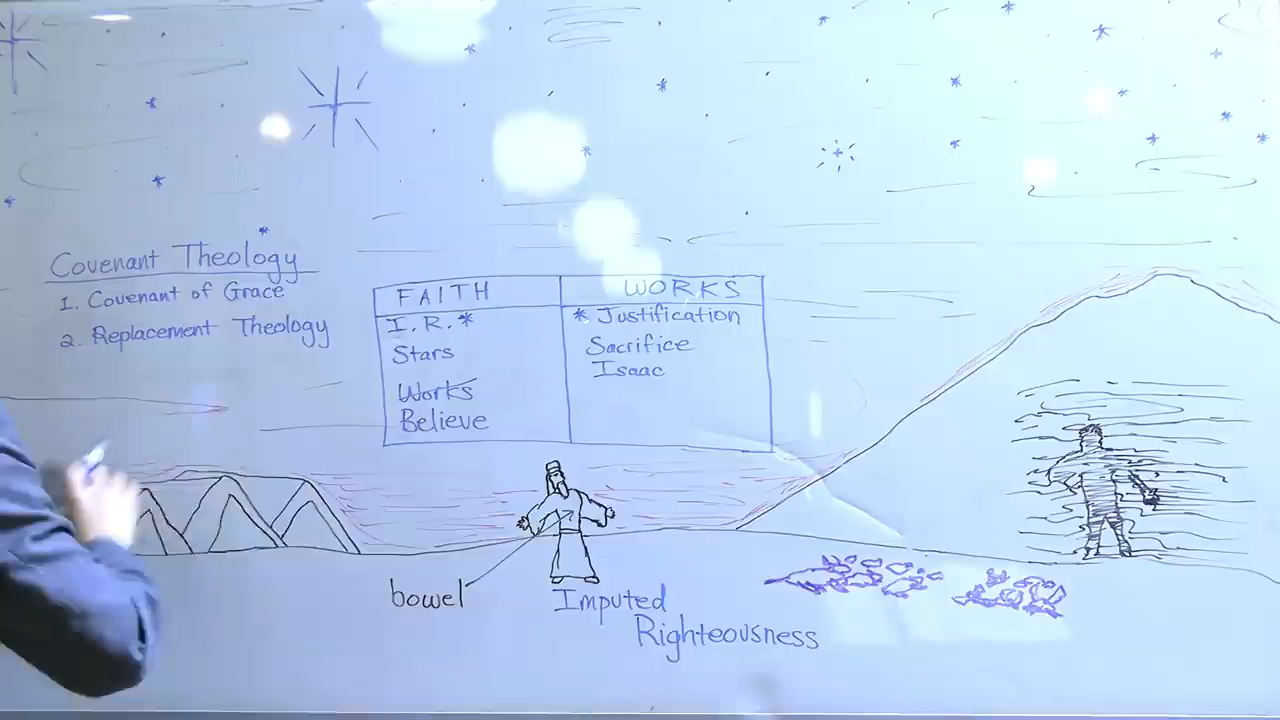 Covenant Theology
1. Covenant of Grace
2. Replacement Theology
FAITH
I.R.*
Stars
Works
Believe
WORKS
* Justification
Sacrifice
Isaac
bowel
Imputed
Righteousness